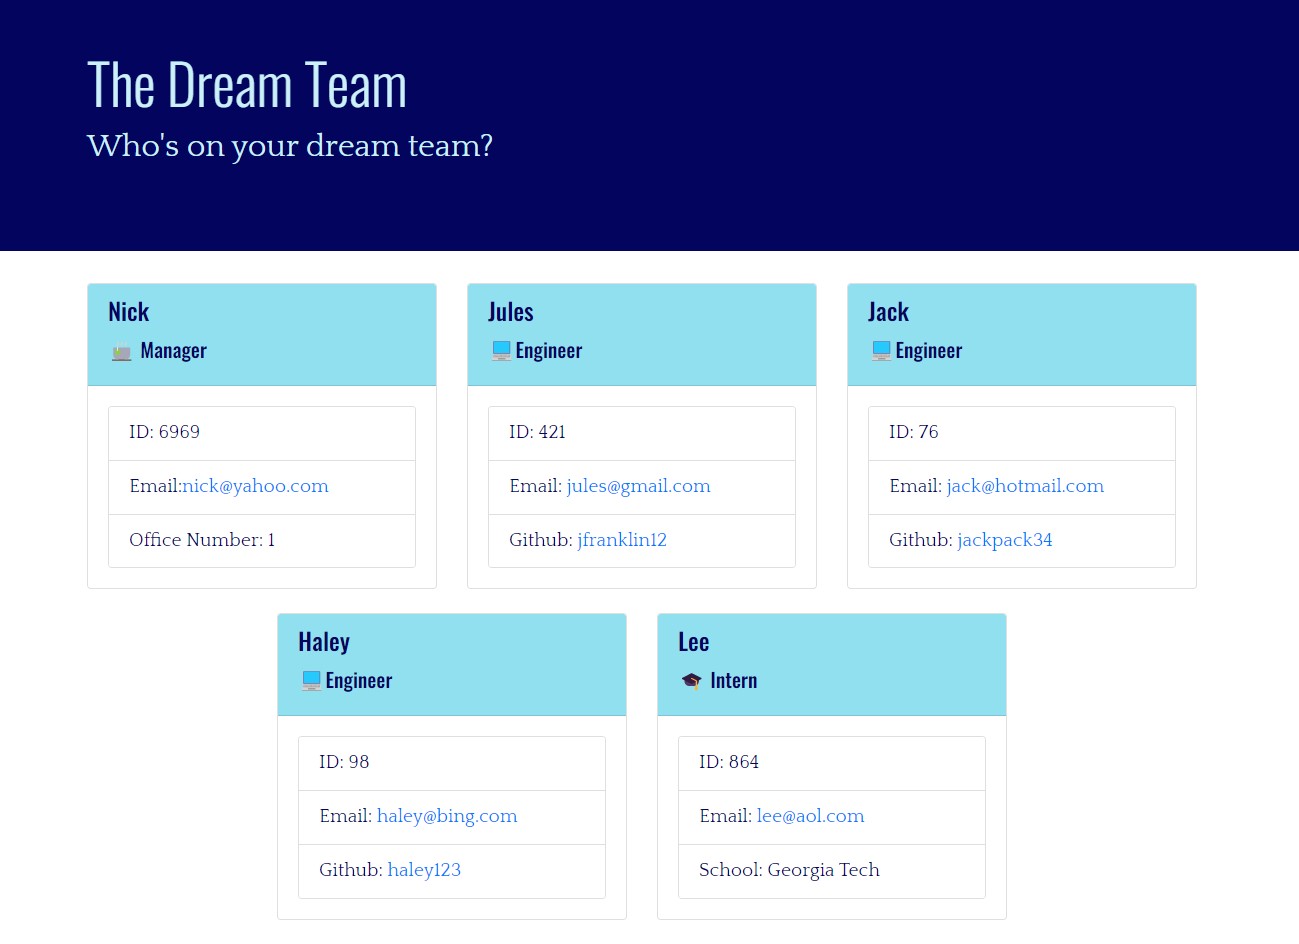 The Dream Team
Who's on your dream team?
Nick
Manager
ID: 6969
Email:nick@yahoo.com
Office Number: 1
Jules
Engineer
ID: 421
Email: jules@gmail.com
Github: jfranklin12
Jack
Engineer
ID: 76
Email: jack@hotmail.com
Github: jackpack34
Haley
Engineer
ID: 98
Email: haley@bing.com
Github: haley123
Lee
Intern
ID: 864
Email: lee@aol.com
School: Georgia Tech